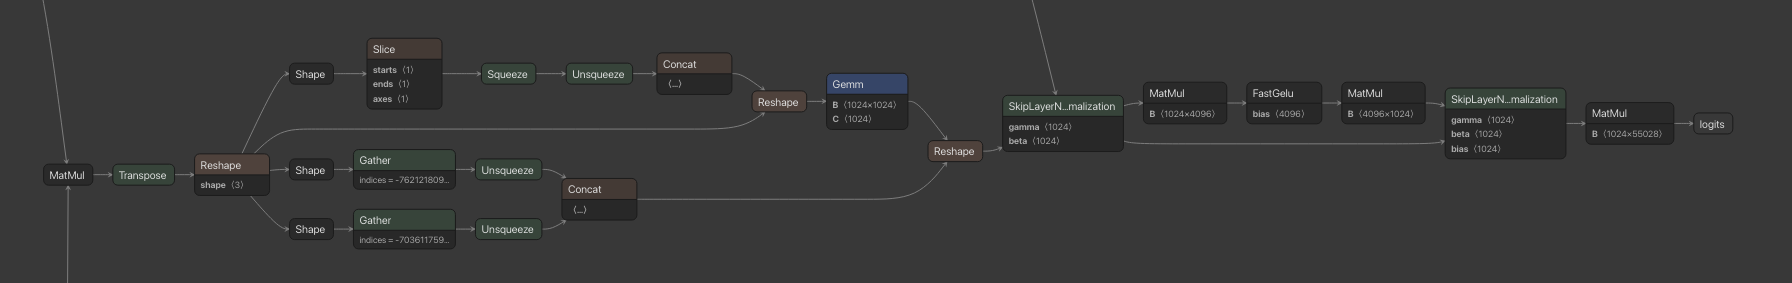 MatMul
Transpose
Reshape
shape ⟨3⟩
Shape
Slice
starts ⟨1⟩
ends ⟨1⟩
axes ⟨1⟩
Squeeze
Unsqueeze
Concat
⟨…⟩
Reshape
Gemm
B ⟨1024×1024⟩
C ⟨1024⟩
Shape
Gather
indices = -762121809…
Unsqueeze
Shape
Gather
indices = -703611759…
Unsqueeze
Concat
⟨…⟩
Reshape
SkipLayerN…malization
gamma ⟨1024⟩
beta ⟨1024⟩
MatMul
B ⟨1024×4096⟩
FastGelu
bias ⟨4096⟩
MatMul
B ⟨4096×1024⟩
SkipLayerN…malization
gamma ⟨1024⟩
beta ⟨1024⟩
bias ⟨1024⟩
MatMul
B ⟨1024×55028⟩
logits